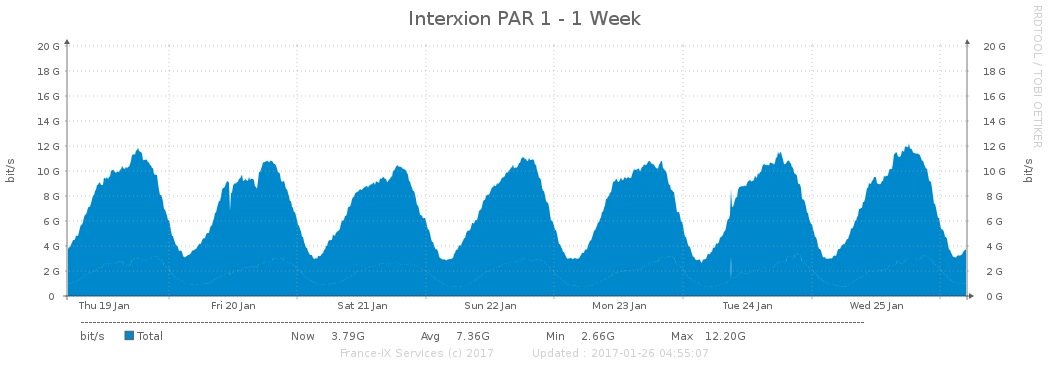 Interxion PAR 1 - 1 Week
RRDTOOL / TOBI OETIKER
bit/s
20 G 20 G
18 G 18 G
16 G 16 G
14 G 14 G
12 G 12 G
10 G 10 G
8 G 8 G
6 G 6 G
4 G 4 G
2 G 2 G
0 0 G
bit/s
Thu 19 Jan Fri 20 Jan Sat 21 Jan Sun 22 Jan Mon 23 Jan Tue 24 Jan Wed 25 Jan
bit/s Total Now 3.79G Avg 7.36G Min 2.66G Max 12.20G
France-IX Services (c) 2017 Updated : 2017-01-26 04:55:07